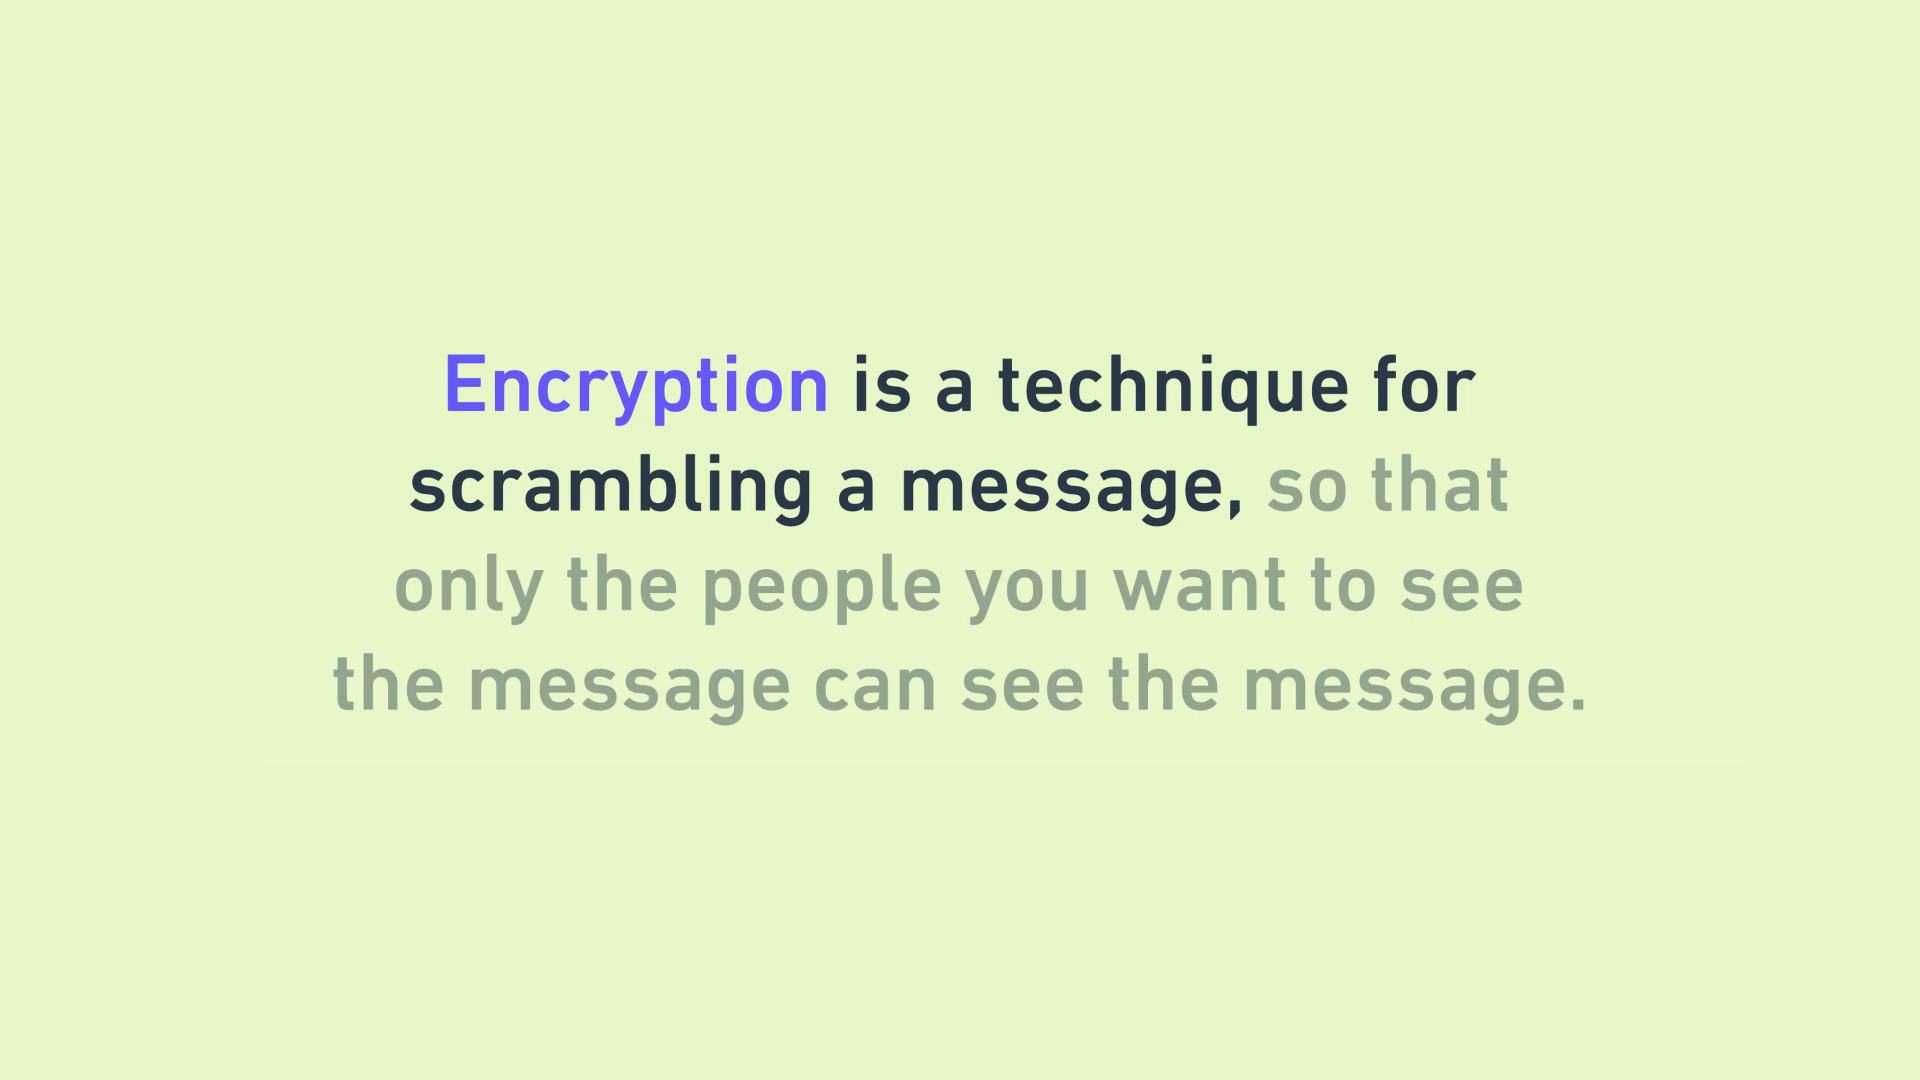 Encryption is a technique for
scrambling a message, so that
only the people you want to see
the message can see the message.